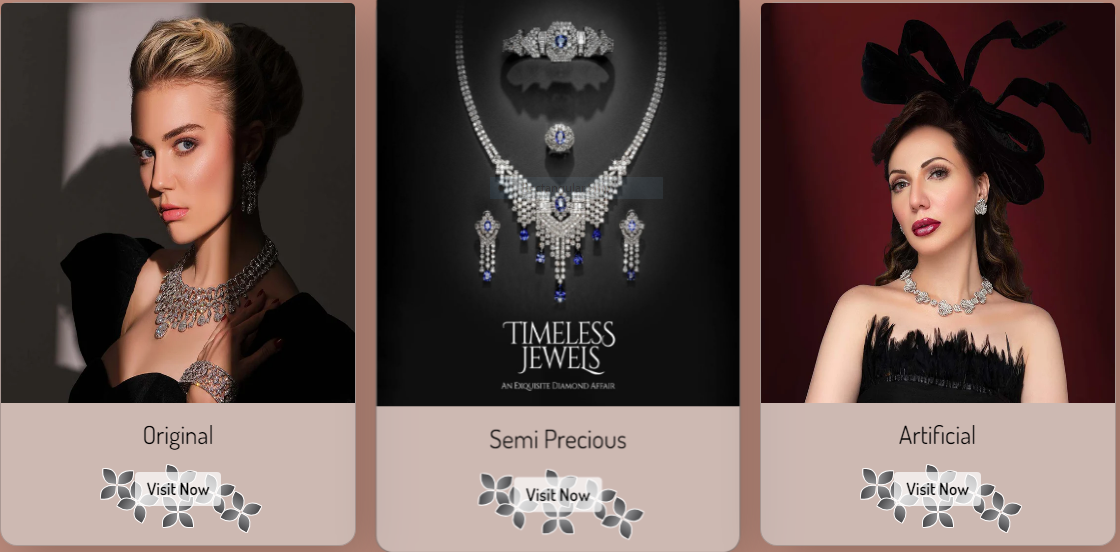 TIMELESS
JEWELS
AN EXQUISITE DIAMOND AFFAIR
Original
Semi Precious
Artificial
Visit Now
Visit Now
Visit Now